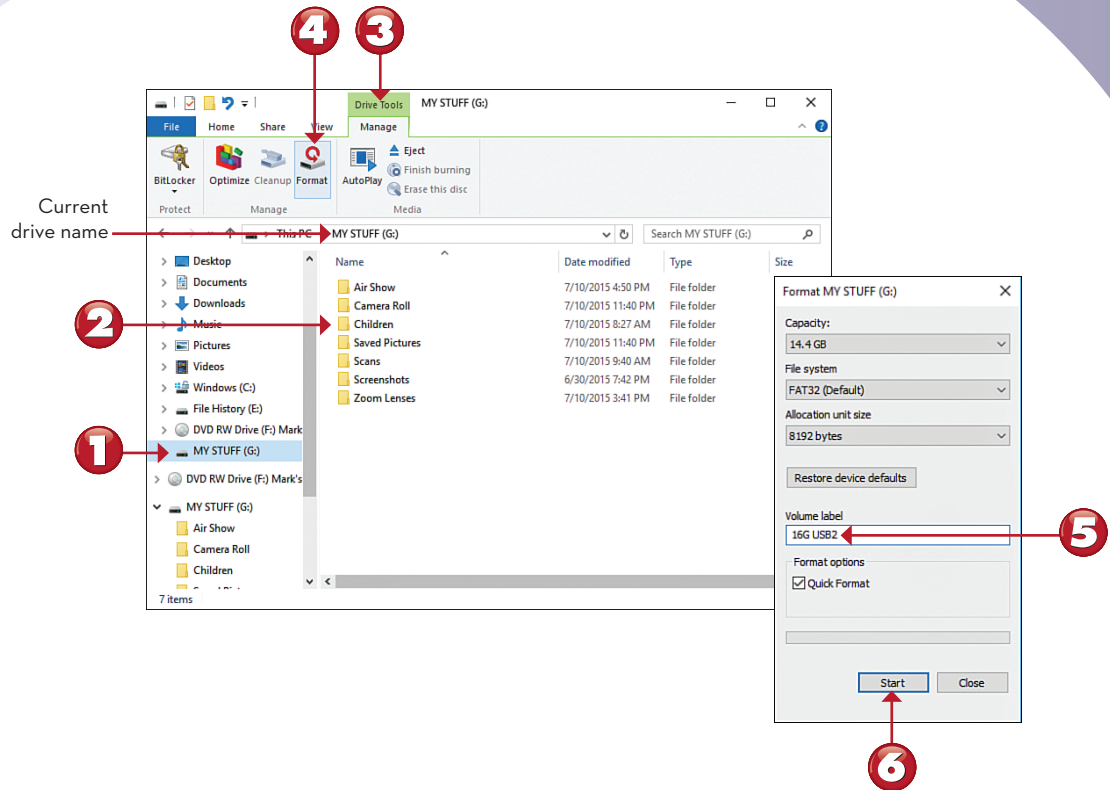 4 3
Drive Tools MY STUFF (G:)
File Home Share View Manage
BitLocker Optimize Cleanup Format AutoPlay
Eject
Finish burning
Erase this disc
Protect Manage Media
Current
drive name
This PC MY STUFF (G:) Search MY STUFF (G:)
Name Date modified Type Size
Desktop
Documents
Downloads
2
Music
Pictures
Videos
Windows (C:)
File History (E:)
DVD RW Drive (F:) Mark
1
MY STUFF (G:)
DVD RW Drive (F:) Mark's
MY STUFF (G:)
Air Show
Camera Roll
Children
7 items
Air Show 7/10/2015 4:50 PM File folder
Camera Roll 7/10/2015 11:40 PM File folder
Children 7/10/2015 8:27 AM File folder
Saved Pictures 7/10/2015 11:40 PM File folder
Scans 7/10/2015 9:40 AM File folder
Screenshots 6/30/2015 7:42 PM File folder
Zoom Lenses 7/10/2015 3:41 PM File folder
Format MY STUFF (G:)
Capacity:
14.4 GB
File system
FAT32 (Default)
Allocation unit size
8192 bytes
Restore device defaults
Volume label
16G USB2
5
Format options
Quick Format
Start Close
6